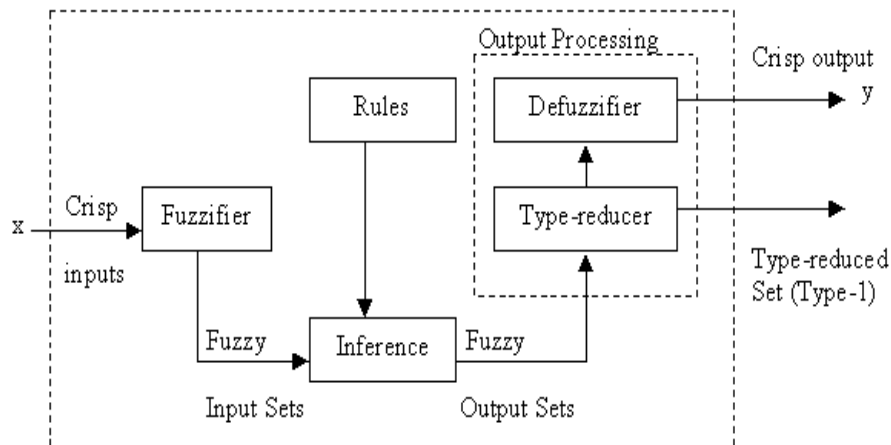 Output Processing
Crisp output
y
Rules
Defuzzifier
x
Crisp
inputs
Fuzzifier
Type-reducer
Type-reduced
Set (Type-1)
Fuzzy
Input Sets
Inference
Fuzzy
Output Sets